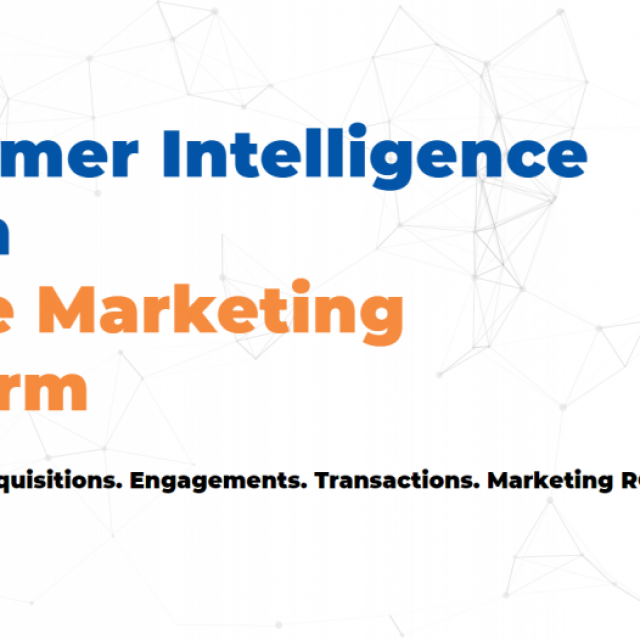 mer Intelligence
e Marketing
rm
quisitions. Engagements. Transactions. Marketing R